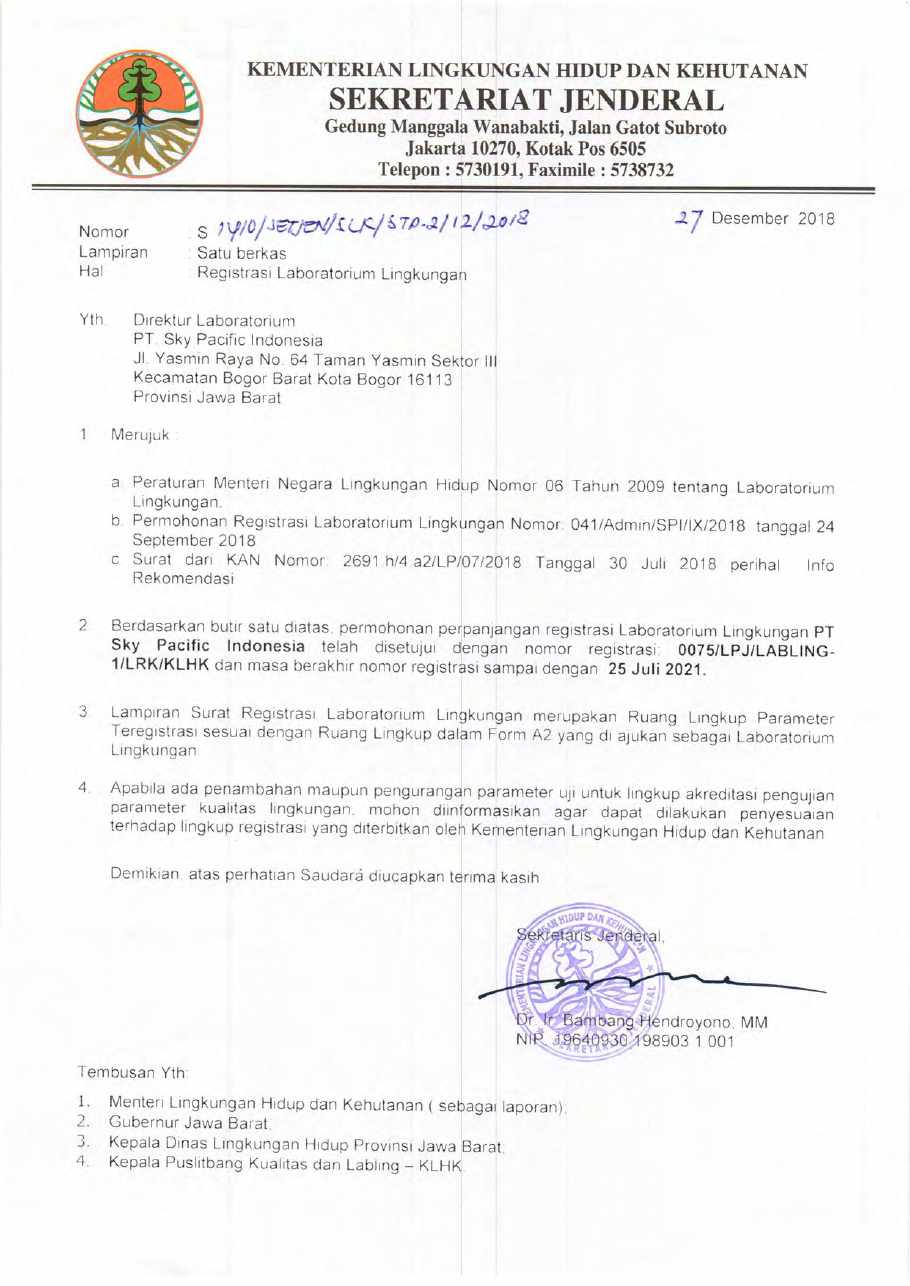 KEMENTERIAN LINGKUNGAN HIDUP DAN KEHUTANAN
SEKRETARIAT JENDERAL
Gedung Manggala Wanabakti, Jalan Gatot Subroto
Jakarta 10270, Kotak Pos 6505
Telepon : 5730191, Faximile : 5738732
27 Desember 2018
Nomor : S /SLK/STD-2/12/2018
Lampiran : Satu berkas
Hal : Registrasi Laboratorium Lingkungan
Yth. Direktur Laboratorium
PT. Sky Pacific Indonesia
Jl. Yasmin Raya No. 64 Taman Yasmin Sektor III
Kecamatan Bogor Barat Kota Bogor 16113
Provinsi Jawa Barat
1 Merujuk :
a. Peraturan Menteri Negara Lingkungan Hidup Nomor 06 Tahun 2009 tentang Laboratorium
Lingkungan.
b. Permohonan Registrasi Laboratorium Lingkungan Nomor: 041/Admin/SPI/IX/2018 tanggal 24
September 2018
c. Surat dari KAN Nomor: 2691.h/4.a2/LP/07/2018 Tanggal 30 Juli 2018 perihal Info
Rekomendasi
2. Berdasarkan butir satu diatas, permohonan perpanjangan registrasi Laboratorium Lingkungan PT
Sky Pacific Indonesia telah disetujui dengan nomor registrasi: 0075/LPJ/LABLING-
1/LRK/KLHK dan masa berakhir nomor registrasi sampai dengan 25 Juli 2021.
3. Lampiran Surat Registrasi Laboratorium Lingkungan merupakan Ruang Lingkup Parameter
Teregistrasi sesuai dengan Ruang Lingkup dalam Form A2 yang di ajukan sebagai Laboratorium
Lingkungan
4. Apabila ada penambahan maupun pengurangan parameter uji untuk lingkup akreditasi pengujian
parameter kualitas lingkungan, mohon diinformasikan agar dapat dilakukan penyesuaian
terhadap lingkup registrasi yang diterbitkan oleh Kementerian Lingkungan Hidup dan Kehutanan
Demikian, atas perhatian Saudara diucapkan terima kasih
Sekretaris Jenderal,
Dr. Ir. Bambang Hendroyono, MM
NIP. 19640930 198903 1 001
Tembusan Yth:
1. Menteri Lingkungan Hidup dan Kehutanan ( sebagai laporan);
2. Gubernur Jawa Barat;
3. Kepala Dinas Lingkungan Hidup Provinsi Jawa Barat;
4. Kepala Puslitbang Kualitas dan Labling – KLHK.